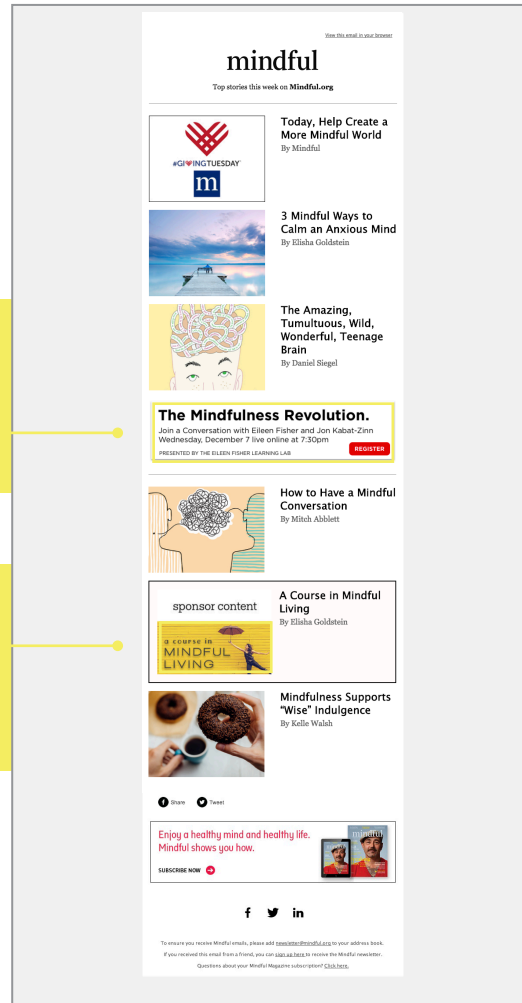 View this email in your browser
mindful
Top stories this week on Mindful.org
#GIVINGTUESDAY
m
Today, Help Create a
More Mindful World
By Mindful
3 Mindful Ways to
Calm an Anxious Mind
By Elisha Goldstein
The Amazing,
Tumultuous, Wild,
Wonderful, Teenage
Brain
By Daniel Siegel
The Mindfulness Revolution.
Join a Conversation with Eileen Fisher and Jon Kabat-Zinn
Wednesday, December 7 live online at 7:30pm
PRESENTED BY THE EILEEN FISHER LEARNING LAB
REGISTER
How to Have a Mindful
Conversation
By Mitch Abblett
sponsor content
a course in
MINDFUL
LIVING
A Course in Mindful
Living
By Elisha Goldstein
Mindfulness Supports
“Wise” Indulgence
By Kelle Walsh
Share
Tweet
Enjoy a healthy mind and healthy life.
Mindful shows you how.
SUBSCRIBE NOW
mindful
To ensure you receive Mindful emails, please add newsletter@mindful.org to your address book.
If you received this email from a friend, you can sign up here to receive the Mindful newsletter.
Questions about your Mindful Magazine subscription? Click here.